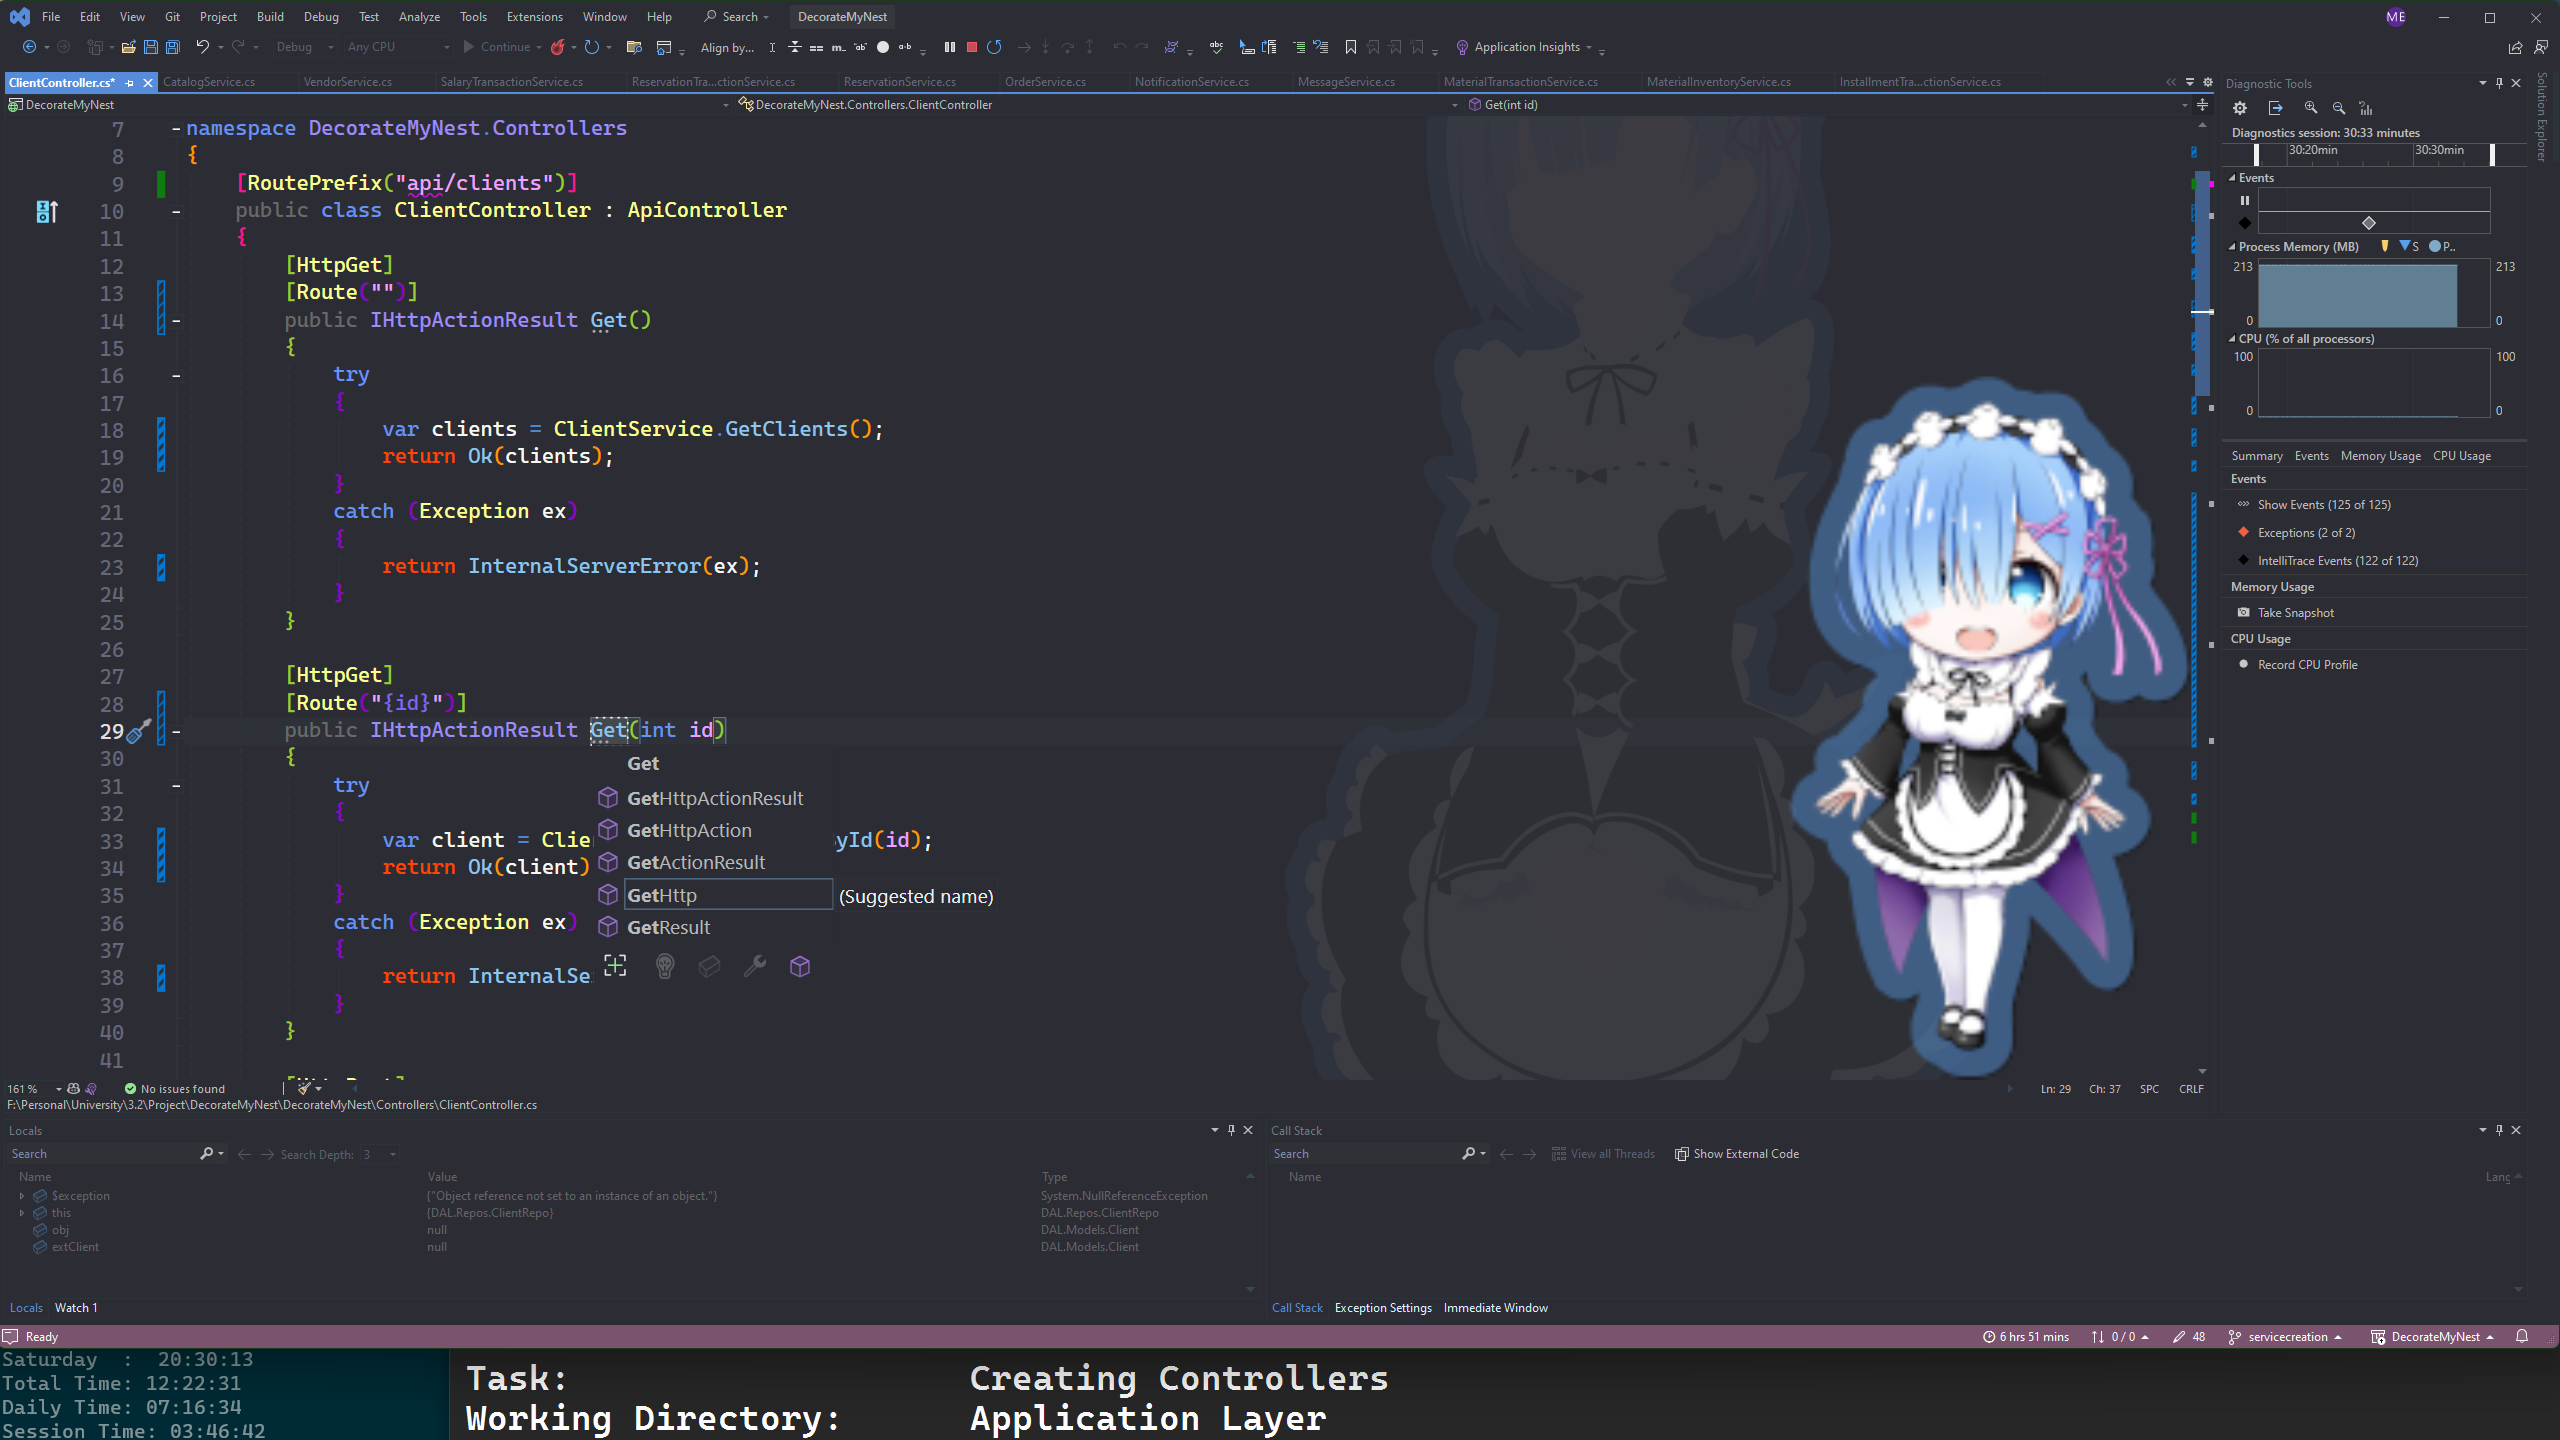 File Edit View Git Project Build Debug Test Analyze Tools Extensions Window Help Search DecorateMyNest ME
Debug Any CPU Continue Align by... Application Insights
ClientController.cs* CatalogService.cs VendorService.cs SalaryTransactionService.cs ReservationTra...ctionService.cs ReservationService.cs OrderService.cs NotificationService.cs MessageService.cs MaterialTransactionService.cs MaterialInventoryService.cs InstallmentTra...ctionService.cs
DecorateMyNest DecorateMyNest.Controllers.ClientController Get(int id)
7 namespace DecorateMyNest.Controllers
8 {
9 [RoutePrefix("api/clients")]
10 public class ClientController : ApiController
11 {
12 [HttpGet]
13 [Route("")]
14 public IHttpActionResult Get()
15 {
16 try
17 {
18 var clients = ClientService.GetClients();
19 return Ok(clients);
20 }
21 catch (Exception ex)
22 {
23 return InternalServerError(ex);
24 }
25 }
26
27 [HttpGet]
28 [Route("{id}")]
29 public IHttpActionResult Get(int id)
30 {
31 try
32 {
33 var client = Clie yId(id);
34 return Ok(client)
35 }
36 catch (Exception ex)
37 {
38 return InternalSe
39 }
40 }
41
Get
GetHttpActionResult
GetHttpAction
GetActionResult
GetHttp (Suggested name)
GetResult
161 % No issues found Ln: 29 Ch: 37 SPC CRLF
F:\Personal\University\3.2\Project\DecorateMyNest\DecorateMyNest\Controllers\ClientController.cs
Diagnostic Tools
Diagnostics session: 30:33 minutes
30:20min 30:30min
Events
Process Memory (MB) S P..
213 213
0 0
CPU (% of all processors)
100 100
0 0
Summary Events Memory Usage CPU Usage
Events
Show Events (125 of 125)
Exceptions (2 of 2)
IntelliTrace Events (122 of 122)
Memory Usage
Take Snapshot
CPU Usage
Record CPU Profile
Solution Explorer
Locals
Search Search Depth: 3
Name Value Type
$exception {"Object reference not set to an instance of an object."} System.NullReferenceException
this {DAL.Repos.ClientRepo} DAL.Repos.ClientRepo
obj null DAL.Models.Client
extClient null DAL.Models.Client
Locals Watch 1
Call Stack
Search View all Threads Show External Code
Name Lang
Call Stack Exception Settings Immediate Window
Ready 6 hrs 51 mins 0 / 0 48 servicecreation DecorateMyNest
Saturday : 20:30:13
Total Time: 12:22:31
Daily Time: 07:16:34
Session Time: 03:46:42
Task: Creating Controllers
Working Directory: Application Layer